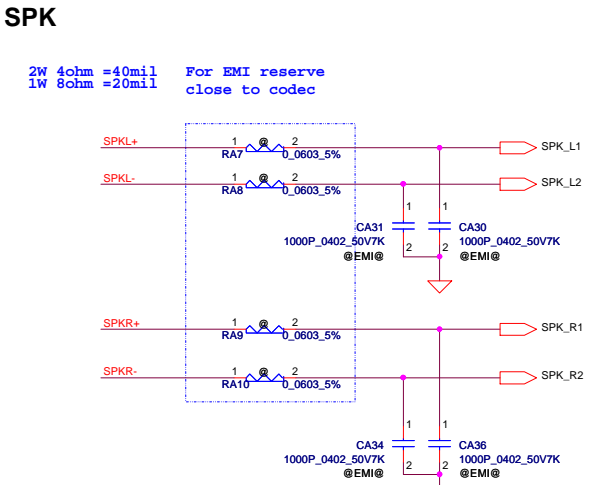 SPK
2W 4ohm =40mil For EMI reserve
1W 8ohm =20mil close to codec
SPKL+ 1 @ 2 SPK_L1
RA7 0_0603_5%
SPKL- 1 @ 2 SPK_L2
RA8 0_0603_5%
1 1
CA31 CA30
1000P_0402_50V7K 1000P_0402_50V7K
2 2
@EMI@ @EMI@
SPKR+ 1 @ 2 SPK_R1
RA9 0_0603_5%
SPKR- 1 @ 2 SPK_R2
RA10 0_0603_5%
1 1
CA34 CA36
1000P_0402_50V7K 1000P_0402_50V7K
2 2
@EMI@ @EMI@